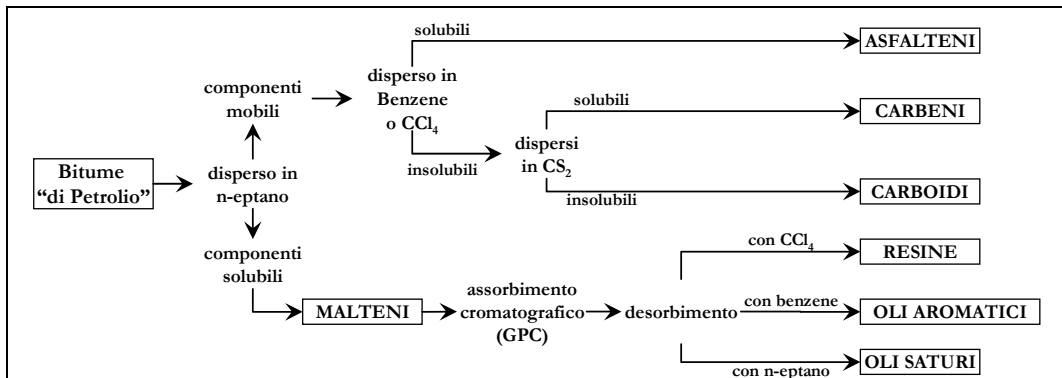 solubili
ASFALTENI
disperso in
Benzene
o CCl₄
componenti
mobili
solubili
CARBENI
dispersi
in CS₂
insolubili
Bitume
“di Petrolio”
disperso in
n-eptano
insolubili
CARBOIDI
componenti
solubili
con CCl₄
RESINE
MALTENI
assorbimento
cromatografico
(GPC)
desorbimento
con benzene
OLI AROMATICI
con n-eptano
OLI SATURI